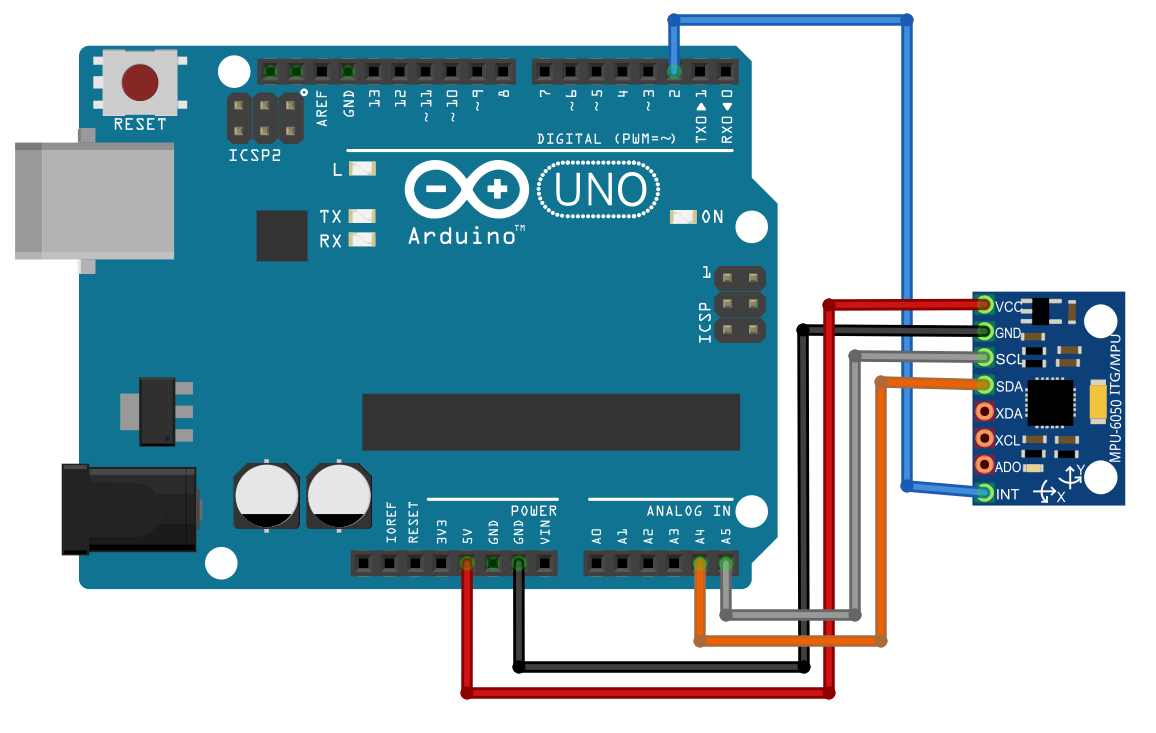 RESET
ICSP2
AREF
GND
13
12
~11
~10
~9
8
7
~6
~5
4
~3
2
TX0▶1
RX0◀0
DIGITAL (PWM=~)
L
TX
RX
Arduino™
UNO
ON
1
ICSP
IOREF
RESET
3V3
5V
GND
GND
VIN
POWER
ANALOG IN
A0
A1
A2
A3
A4
A5
VCC
GND
SCL
SDA
XDA
XCL
ADO
INT
MPU-6050 ITG/MPU
Y
X